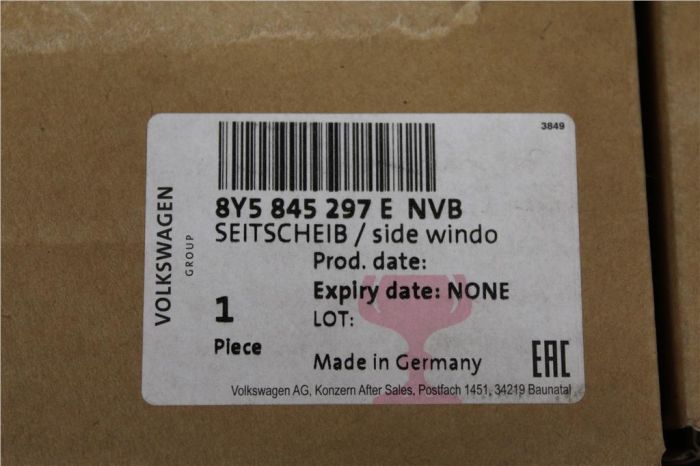 3849
VOLKSWAGEN
GROUP
8Y5 845 297 E NVB
SEITSCHEIB / side windo
Prod. date:
Expiry date: NONE
1
LOT:
Piece
Made in Germany
EAC
Volkswagen AG, Konzern After Sales, Postfach 1451, 34219 Baunatal